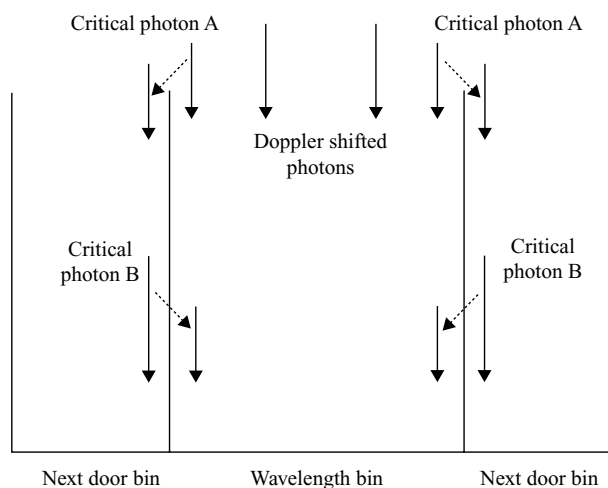 Critical photon A
Critical photon A
Doppler shifted
photons
Critical
photon B
Critical
photon B
Next door bin
Wavelength bin
Next door bin